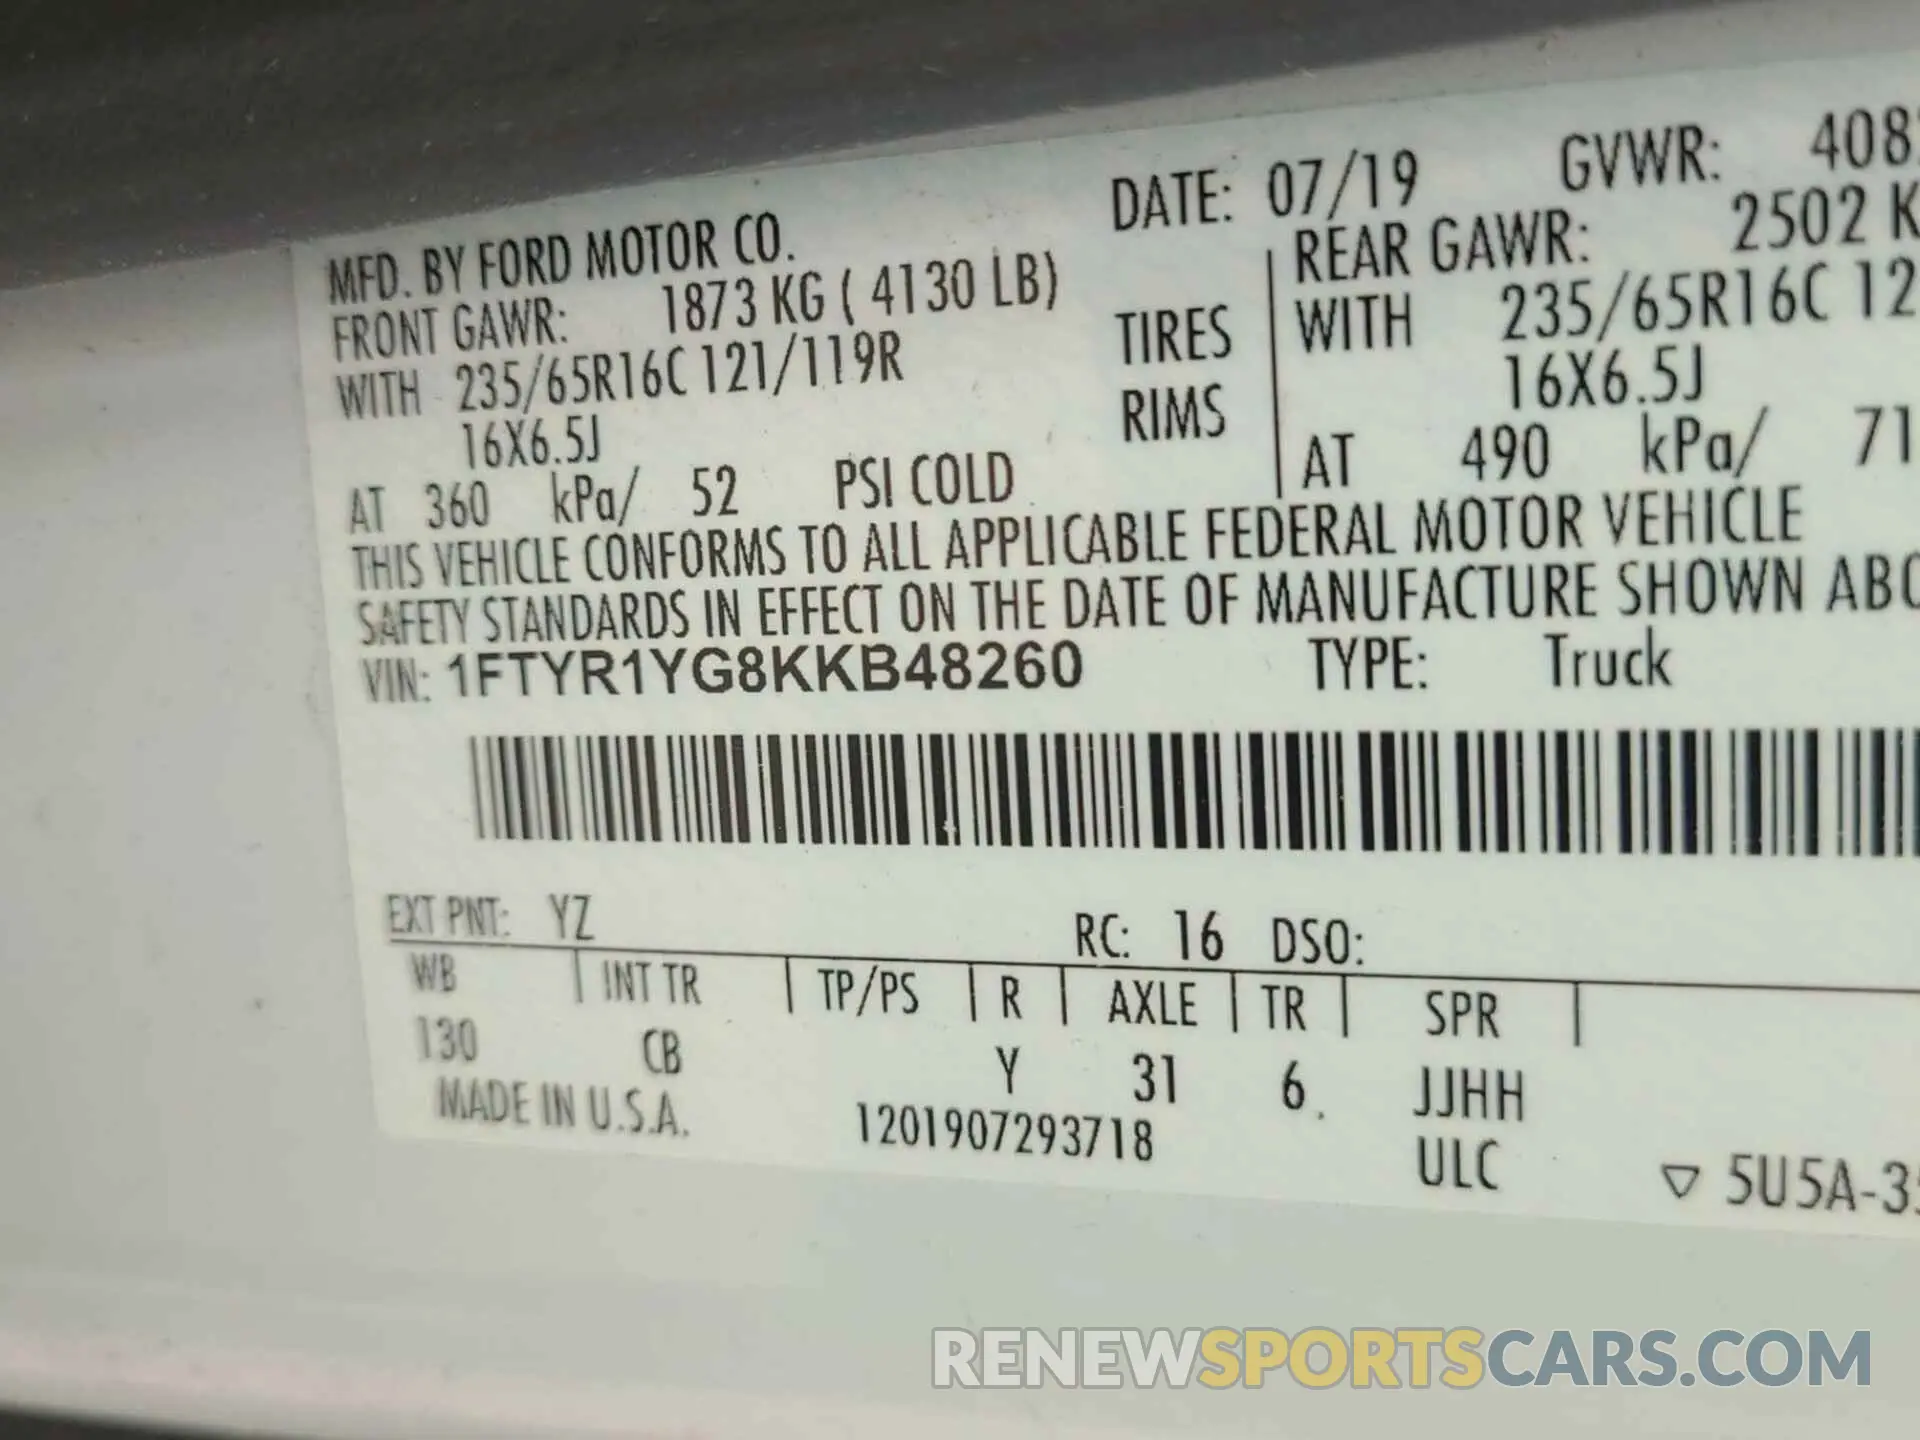 MFD. BY FORD MOTOR CO.
DATE: 07/19 GVWR:
FRONT GAWR: 1873 KG ( 4130 LB)
REAR GAWR: 2502 K
WITH 235/65R16C 121/119R TIRES WITH 235/65R16C
16X6.5J RIMS 16X6.5J
AT 360 kPa/ 52 PSI COLD AT 490 kPa/ 71
THIS VEHICLE CONFORMS TO ALL APPLICABLE FEDERAL MOTOR VEHICLE
SAFETY STANDARDS IN EFFECT ON THE DATE OF MANUFACTURE SHOWN
VIN: 1FTYR1YG8KKB48260 TYPE: Truck
EXT PNT: YZ RC: 16 DSO:
WB INT TR TP/PS R AXLE TR SPR
130 CB Y 31 6. JJHH
MADE IN U.S.A. 1201907293718 ULC
▽ 5U5A-3
RENEWSPORTSCARS.COM